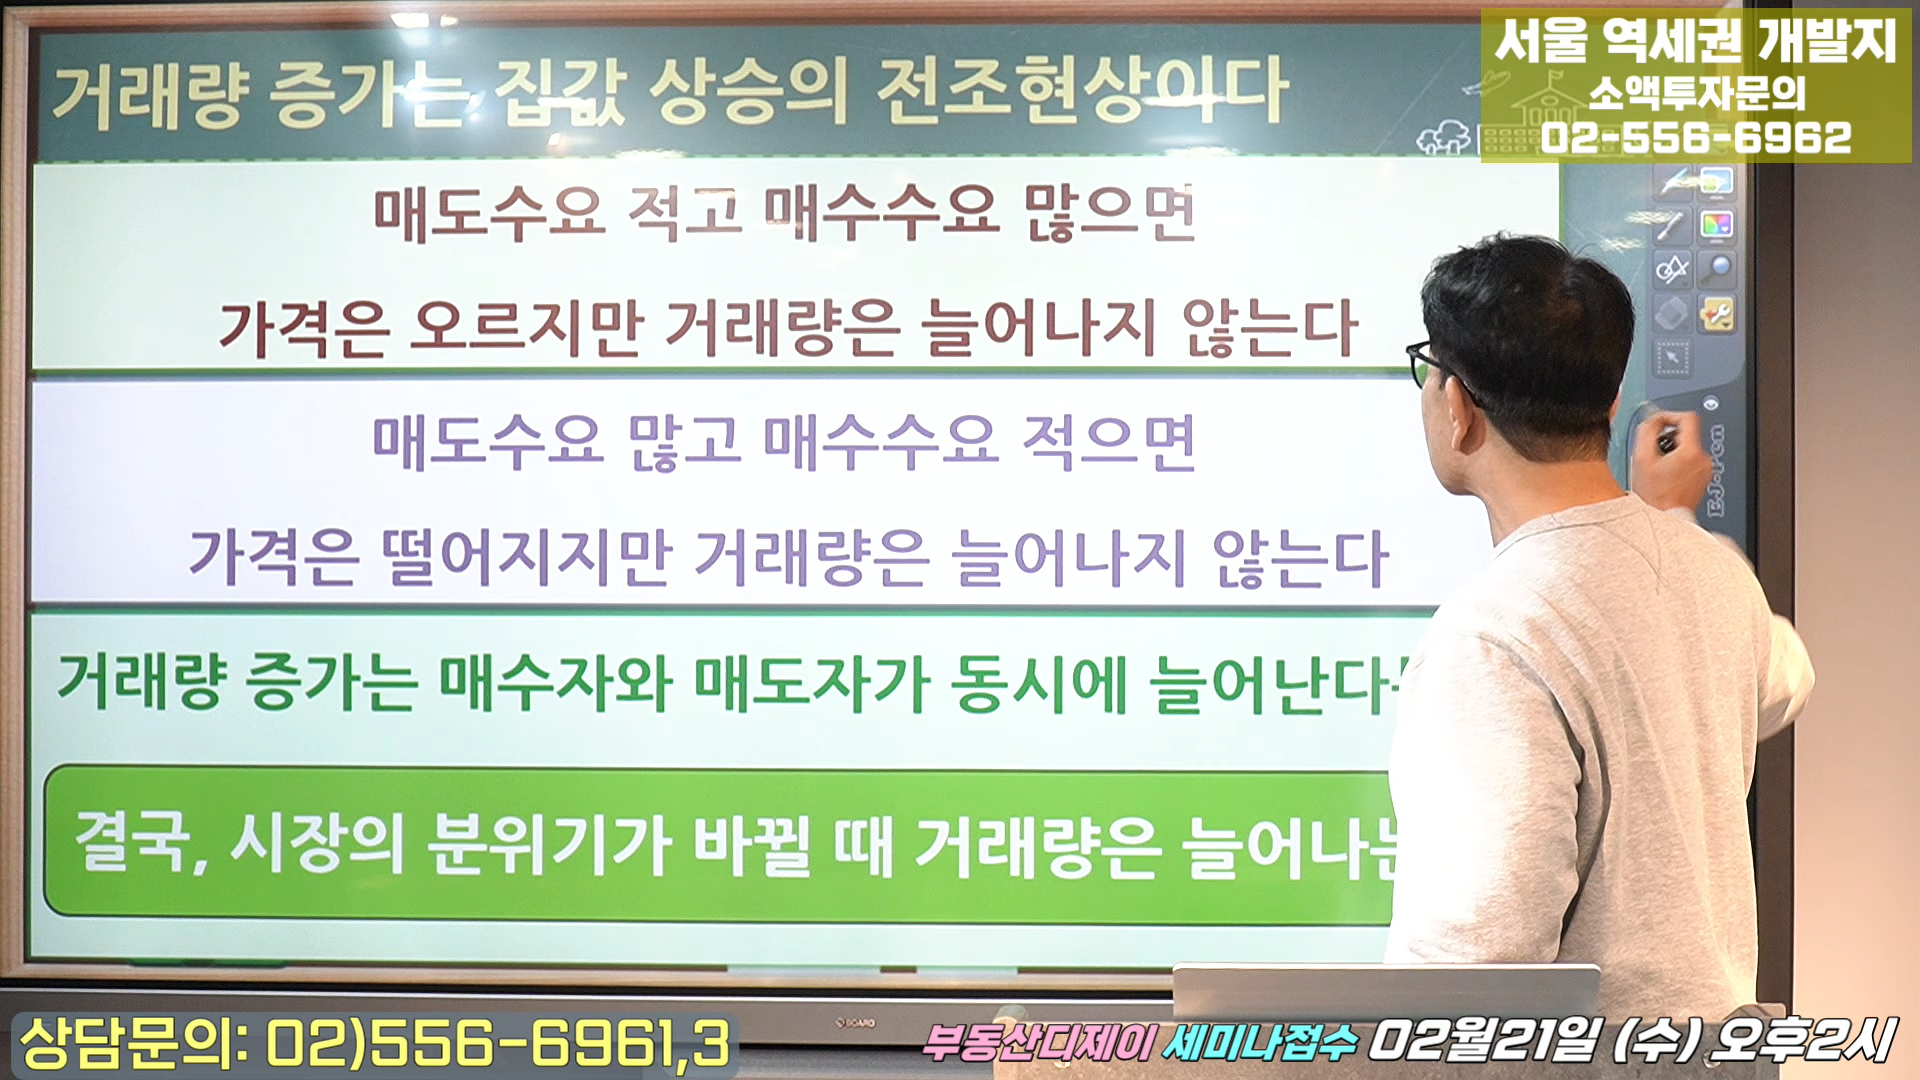 거래량 증가는 집값 상승의 전조현상이다
서울 역세권 개발지
소액투자문의
02-556-6962
매도수요 적고 매수수요 많으면
가격은 오르지만 거래량은 늘어나지 않는다
매도수요 많고 매수수요 적으면
가격은 떨어지지만 거래량은 늘어나지 않는다
거래량 증가는 매수자와 매도자가 동시에 늘어난다
결국, 시장의 분위기가 바뀔 때 거래량은 늘어나는
EJ-Pen
상담문의: 02)556-6961,3
부동산디제이 세미나접수 02월21일 (수) 오후2시